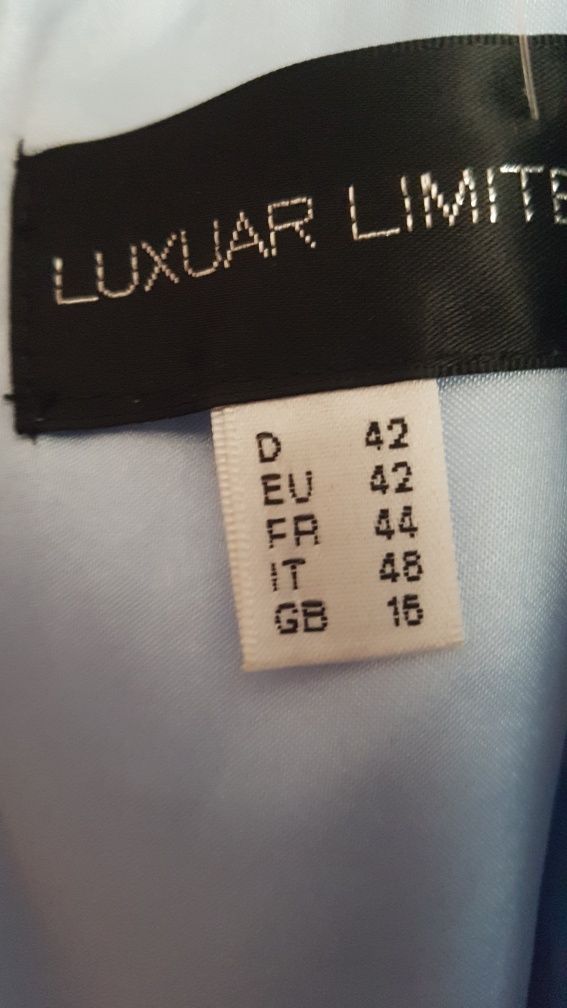 LUXUAR LIMITE
D 42
EU 42
FR 44
IT 48
GB 16